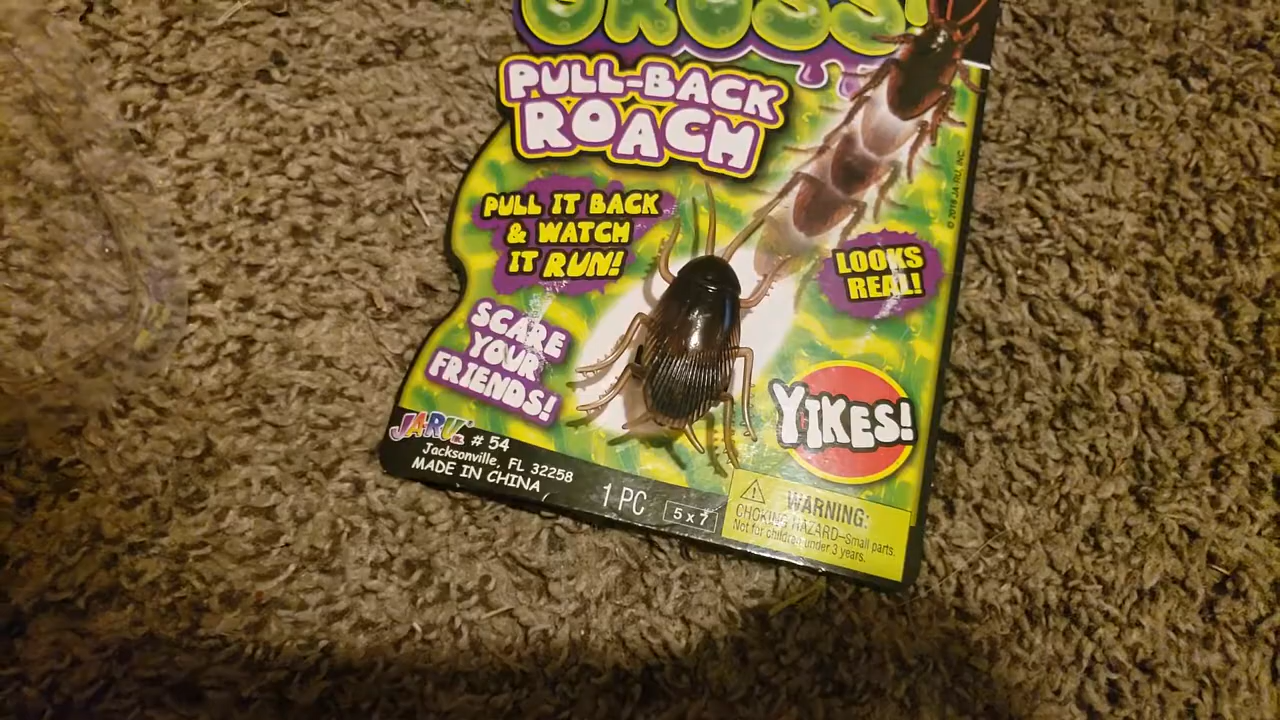 GROSS!
PULL-BACK
ROACH
PULL IT BACK
& WATCH
IT RUN!
LOOKS
REAL!
SCARE
YOUR
FRIENDS!
YIKES!
JA-RU # 54
Jacksonville, FL 32258
MADE IN CHINA
1 PC 5 x 7
WARNING:
CHOKING HAZARD–Small parts.
Not for children under 3 years.